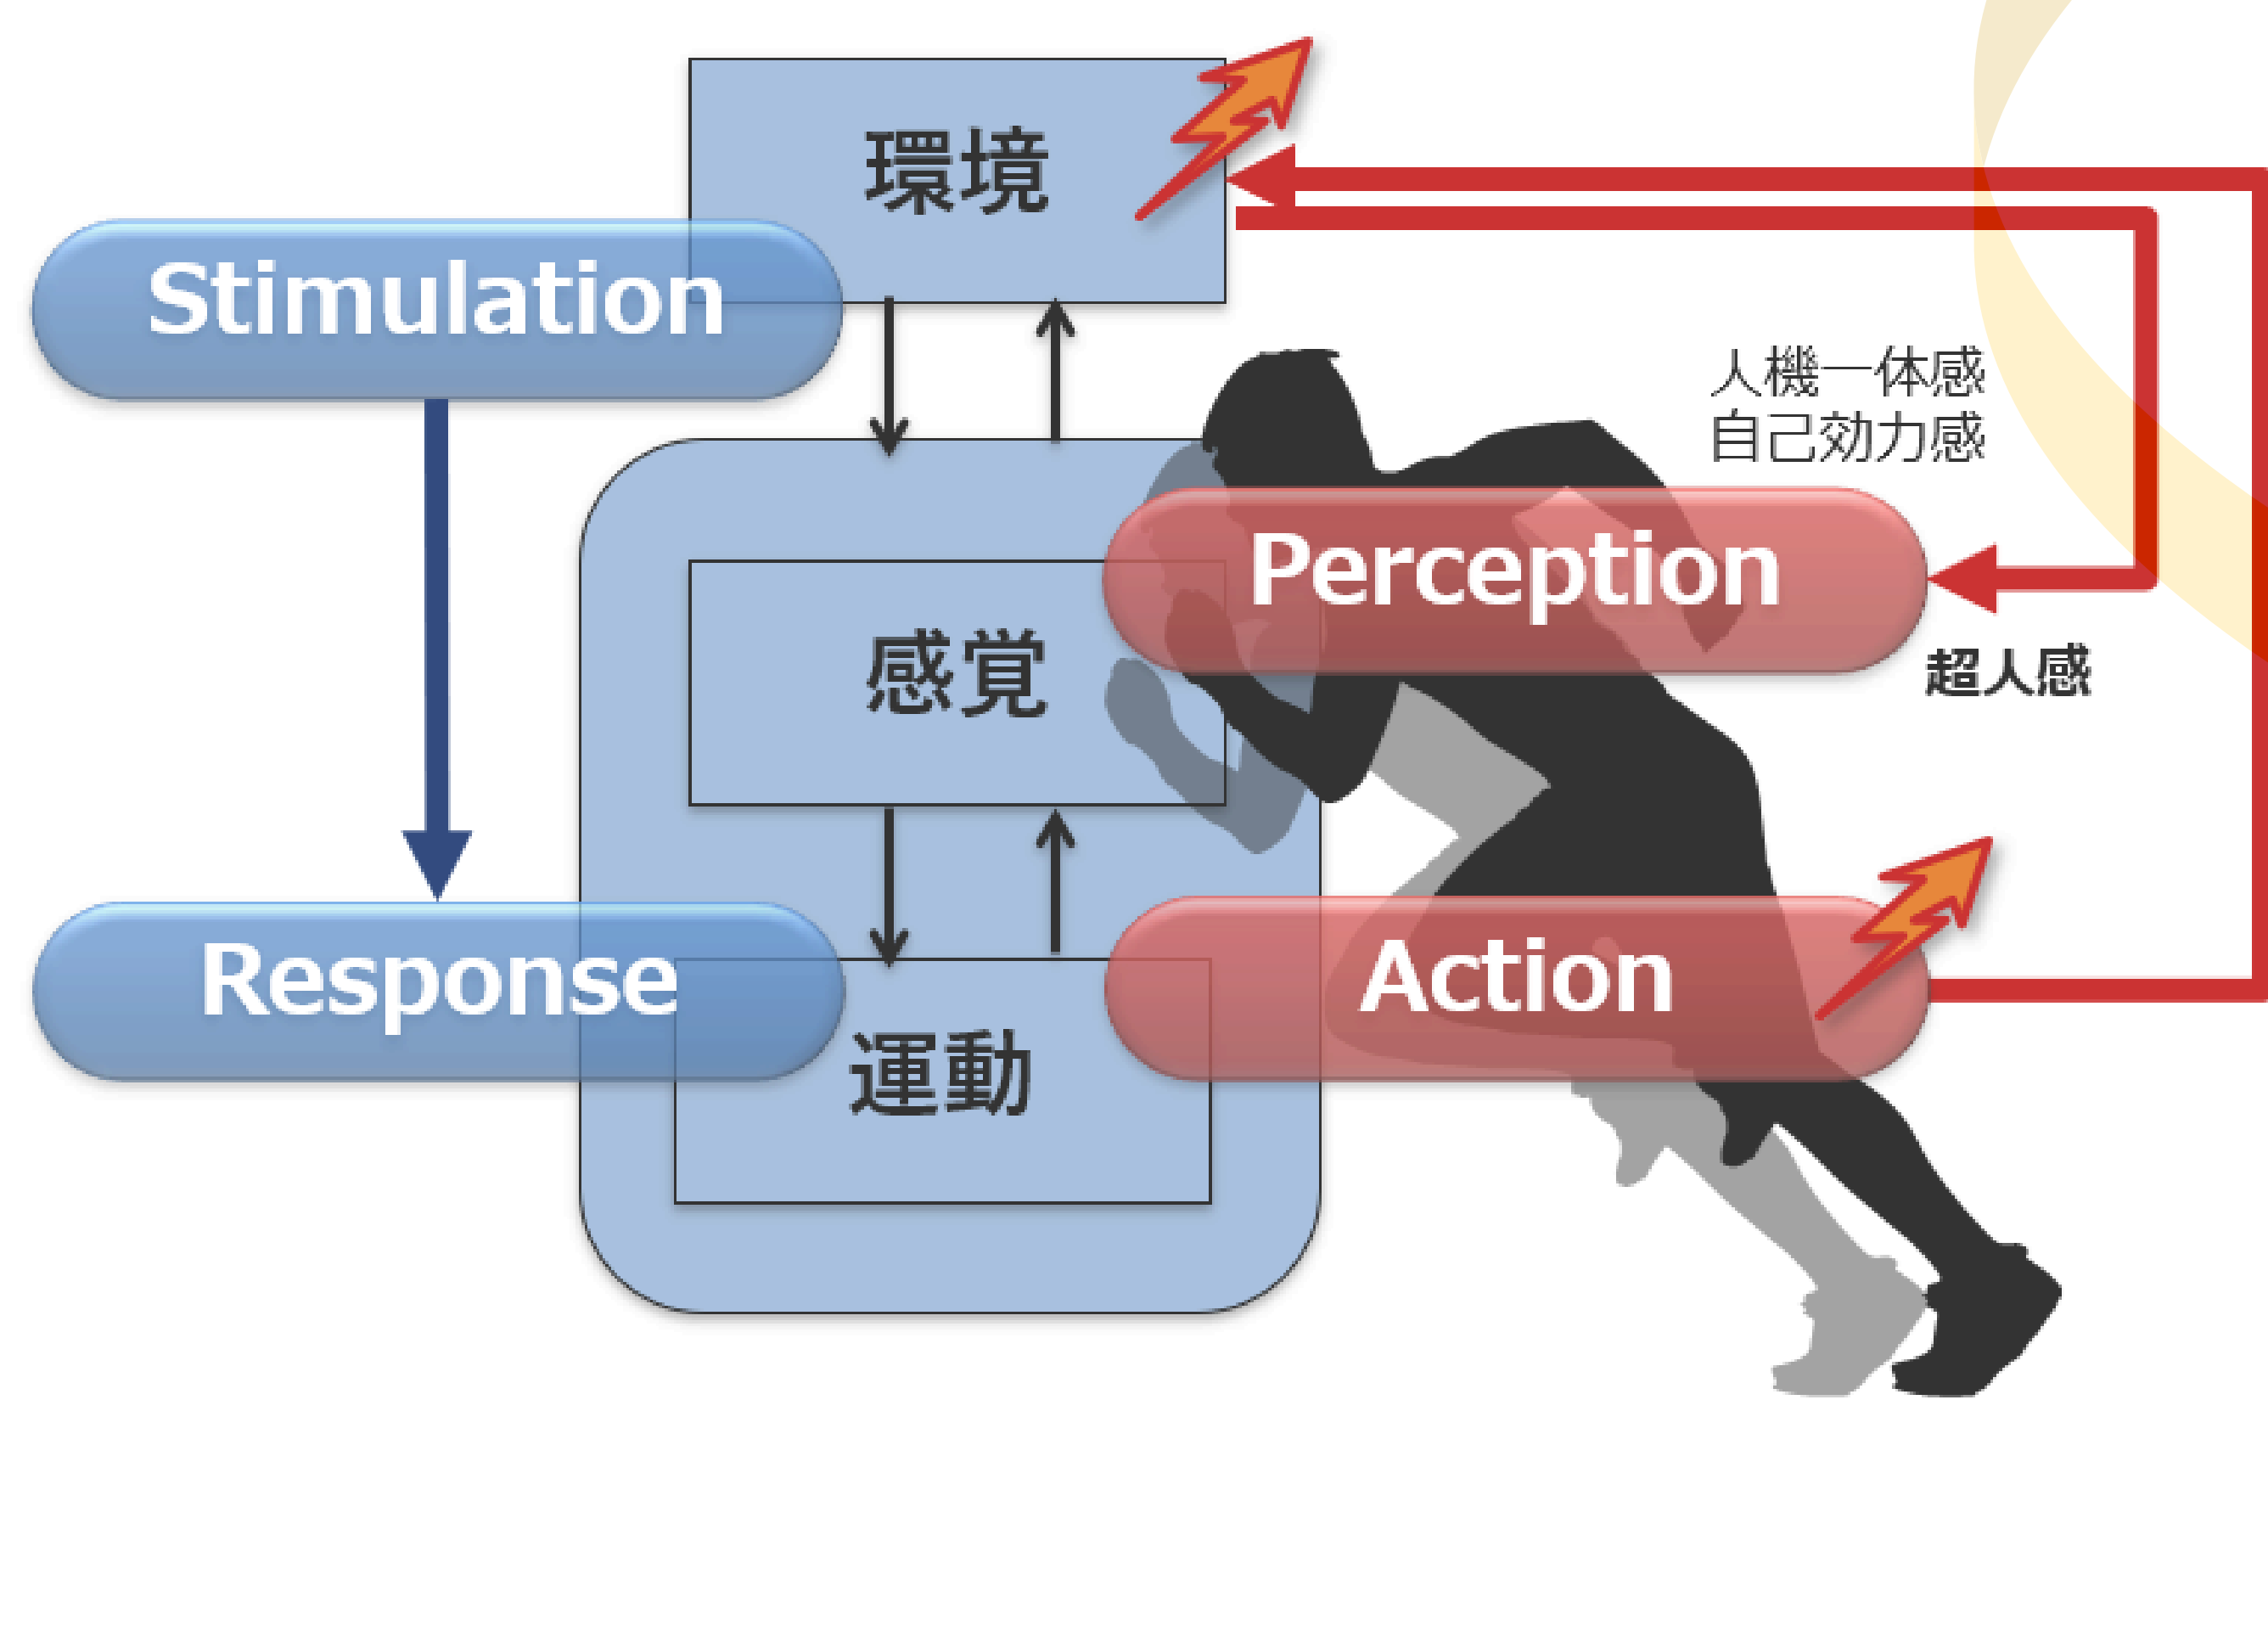 環境
Stimulation
人機一体感
自己効力感
Perception
感覚
超人感
Response
Action
運動